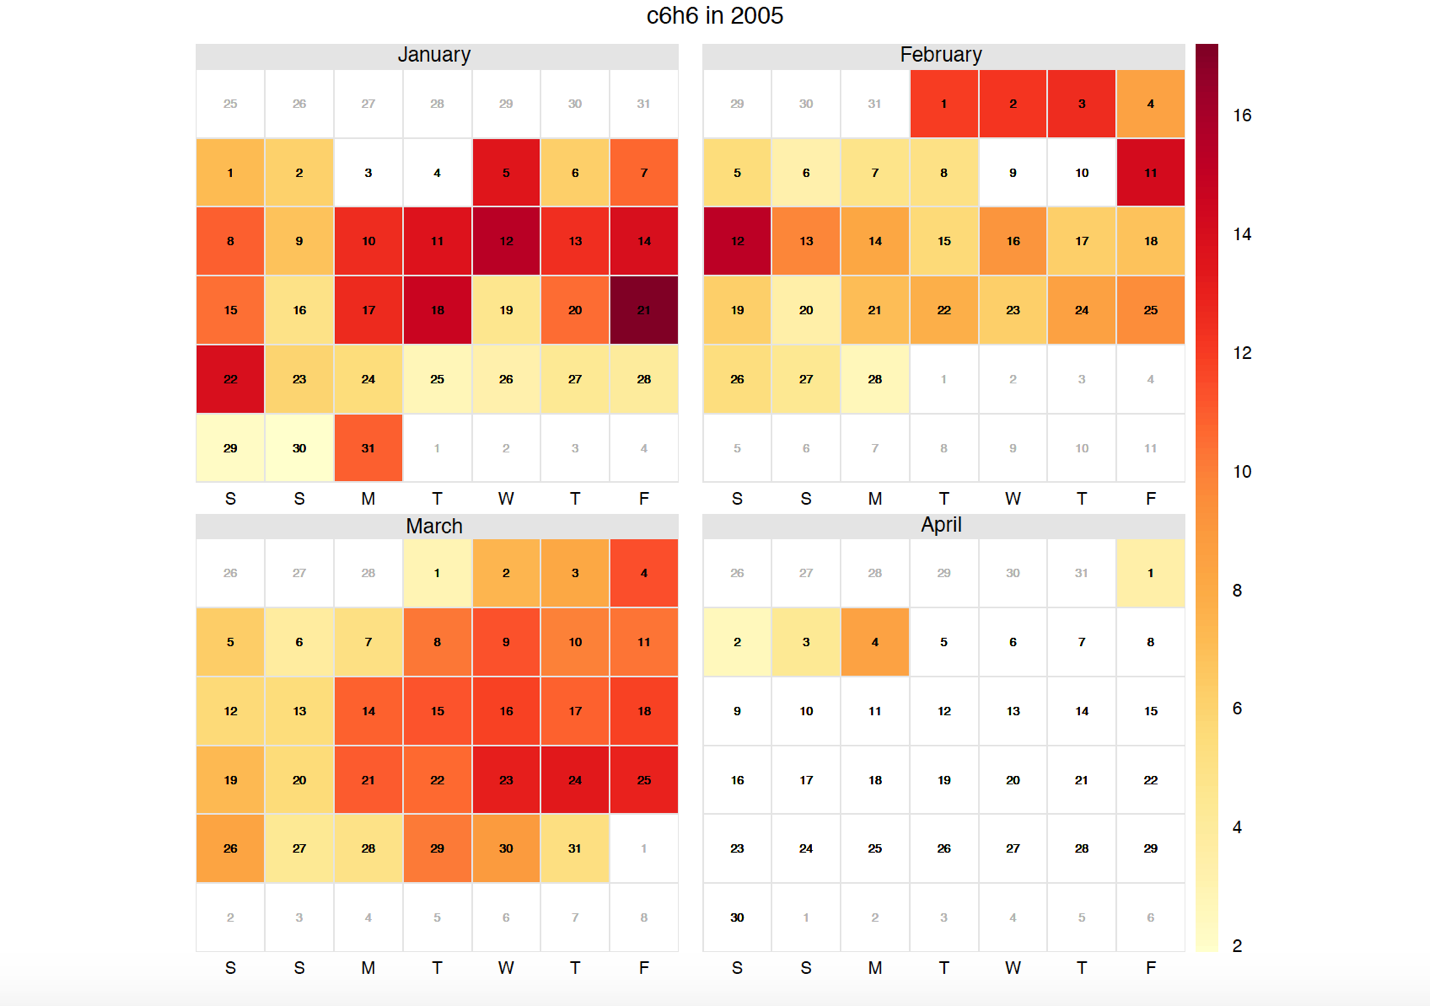 c6h6 in 2005
January
25 26 27 28 29 30 31
1 2 3 4 5 6 7
8 9 10 11 12 13 14
15 16 17 18 19 20 21
22 23 24 25 26 27 28
29 30 31 1 2 3 4
S S M T W T F
February
29 30 31 1 2 3 4
5 6 7 8 9 10 11
12 13 14 15 16 17 18
19 20 21 22 23 24 25
26 27 28 1 2 3 4
5 6 7 8 9 10 11
S S M T W T F
March
26 27 28 1 2 3 4
5 6 7 8 9 10 11
12 13 14 15 16 17 18
19 20 21 22 23 24 25
26 27 28 29 30 31 1
2 3 4 5 6 7 8
S S M T W T F
April
26 27 28 29 30 31 1
2 3 4 5 6 7 8
9 10 11 12 13 14 15
16 17 18 19 20 21 22
23 24 25 26 27 28 29
30 1 2 3 4 5 6
S S M T W T F
16
14
12
10
8
6
4
2